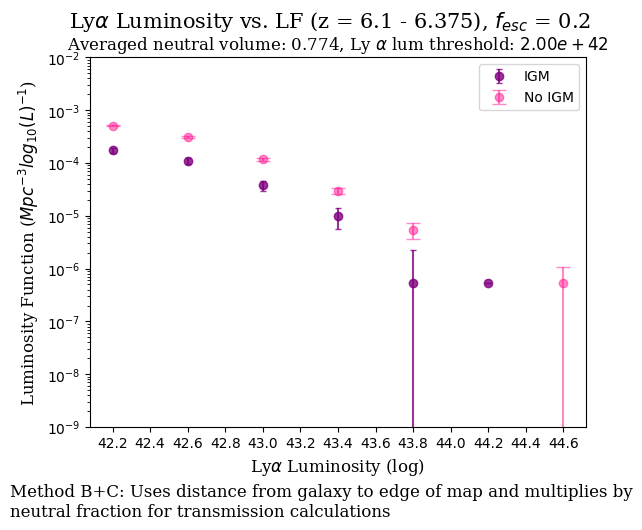 Lyα Luminosity vs. LF (z = 6.1 - 6.375), f_esc = 0.2
Averaged neutral volume: 0.774, Ly α lum threshold: 2.00e + 42
IGM
No IGM
Luminosity Function (Mpc⁻³log₁₀(L)⁻¹)
10⁻²
10⁻³
10⁻⁴
10⁻⁵
10⁻⁶
10⁻⁷
10⁻⁸
10⁻⁹
42.2 42.4 42.6 42.8 43.0 43.2 43.4 43.6 43.8 44.0 44.2 44.4 44.6
Lyα Luminosity (log)
Method B+C: Uses distance from galaxy to edge of map and multiplies by
neutral fraction for transmission calculations